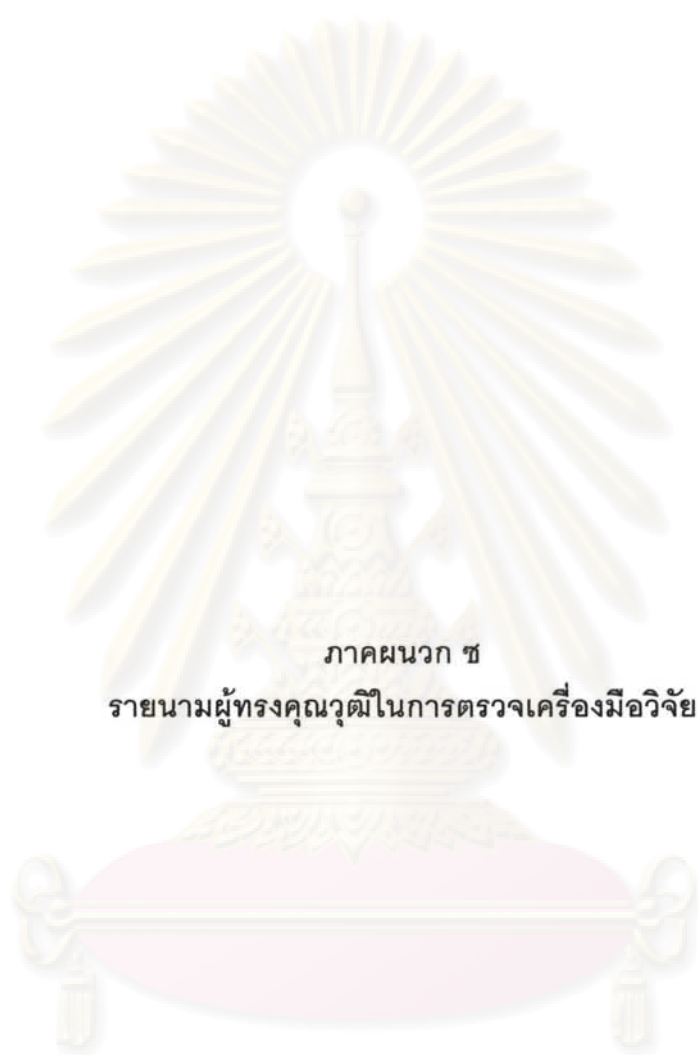 ภาคผนวก ซ
รายนามผู้ทรงคุณวุฒิในการตรวจเครื่องมือวิจัย